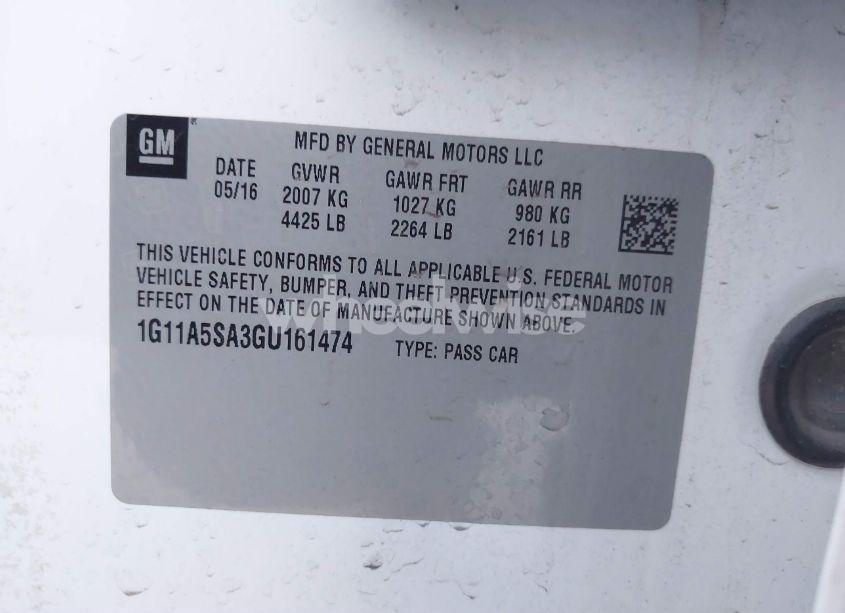 GM
MFD BY GENERAL MOTORS LLC
DATE GVWR GAWR FRT GAWR RR
05/16 2007 KG 1027 KG 980 KG
4425 LB 2264 LB 2161 LB
THIS VEHICLE CONFORMS TO ALL APPLICABLE U.S. FEDERAL MOTOR
VEHICLE SAFETY, BUMPER, AND THEFT PREVENTION STANDARDS IN
EFFECT ON THE DATE OF MANUFACTURE SHOWN ABOVE.
wheelwise
1G11A5SA3GU161474 TYPE: PASS CAR